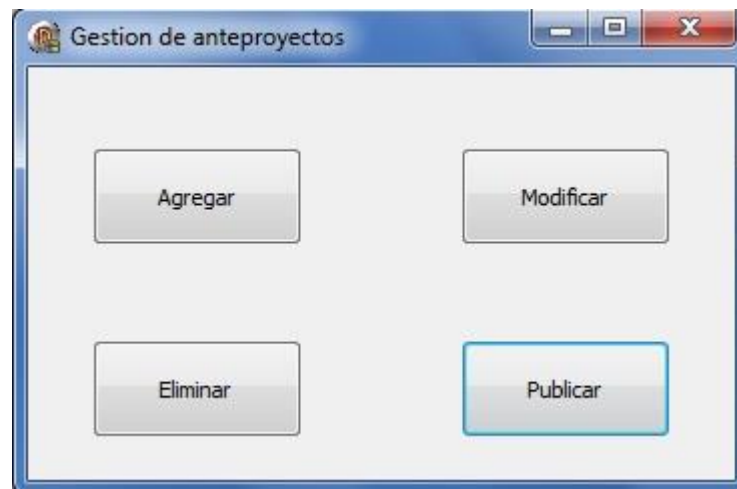 Gestion de anteproyectos
Agregar
Modificar
Eliminar
Publicar